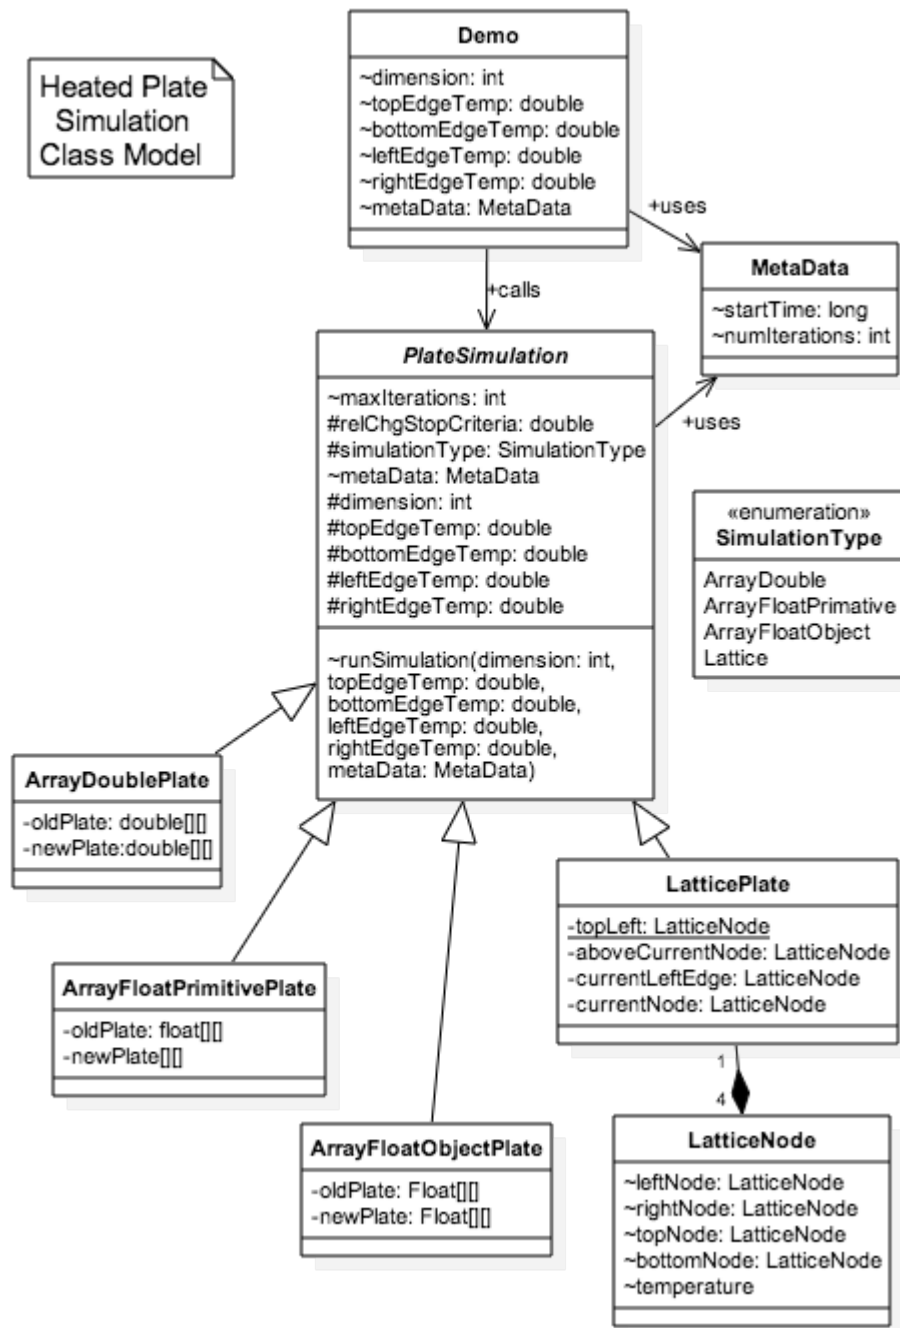 Heated Plate
Simulation
Class Model
Demo
~dimension: int
~topEdgeTemp: double
~bottomEdgeTemp: double
~leftEdgeTemp: double
~rightEdgeTemp: double
~metaData: MetaData
+uses
MetaData
~startTime: long
~numIterations: int
+calls
PlateSimulation
~maxIterations: int
#relChgStopCriteria: double
#simulationType: SimulationType
~metaData: MetaData
#dimension: int
#topEdgeTemp: double
#bottomEdgeTemp: double
#leftEdgeTemp: double
#rightEdgeTemp: double
~runSimulation(dimension: int,
topEdgeTemp: double,
bottomEdgeTemp: double,
leftEdgeTemp: double,
rightEdgeTemp: double,
metaData: MetaData)
+uses
«enumeration»
SimulationType
ArrayDouble
ArrayFloatPrimative
ArrayFloatObject
Lattice
ArrayDoublePlate
-oldPlate: double[][]
-newPlate:double[][]
ArrayFloatPrimitivePlate
-oldPlate: float[][]
-newPlate[][]
ArrayFloatObjectPlate
-oldPlate: Float[][]
-newPlate: Float[][]
LatticePlate
-topLeft: LatticeNode
-aboveCurrentNode: LatticeNode
-currentLeftEdge: LatticeNode
-currentNode: LatticeNode
1
4
LatticeNode
~leftNode: LatticeNode
~rightNode: LatticeNode
~topNode: LatticeNode
~bottomNode: LatticeNode
~temperature